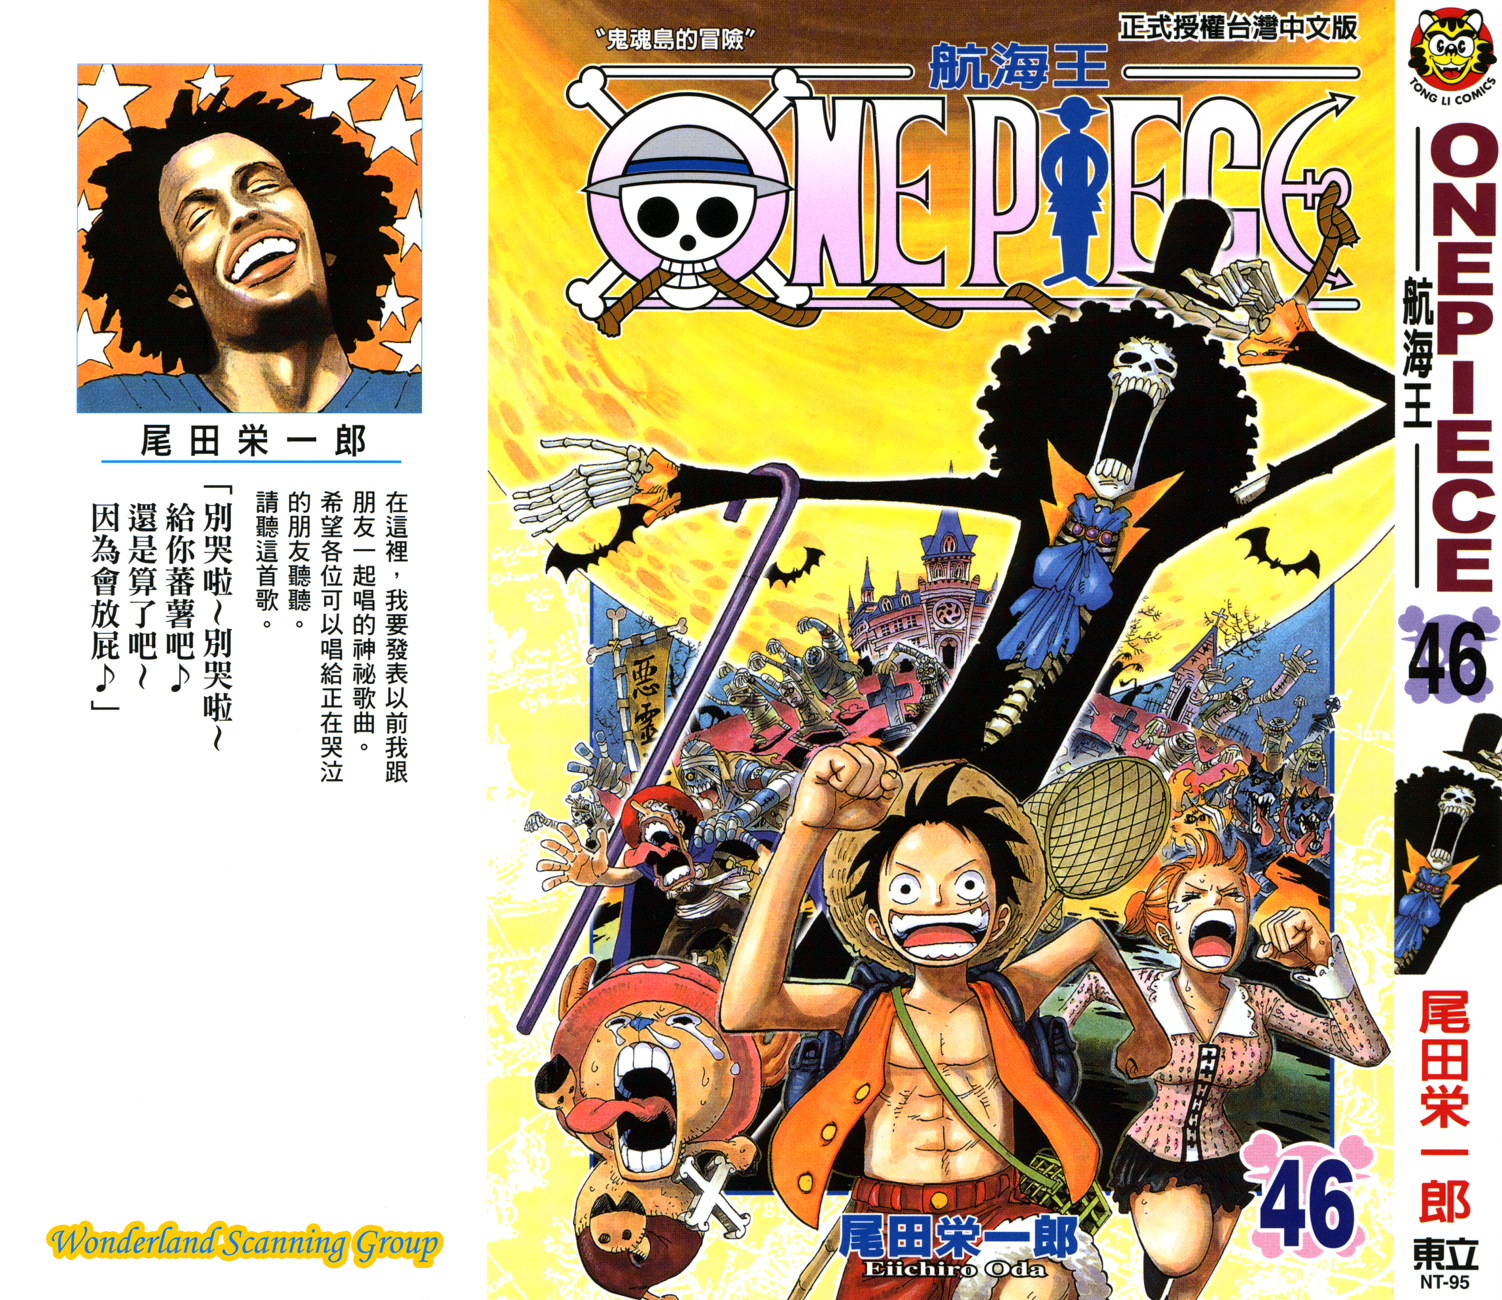 尾田栄一郎
在這裡，我要發表以前我跟
朋友一起唱的神祕歌曲。
希望各位可以唱給正在哭泣
的朋友聽聽。
請聽這首歌。
「別哭啦～別哭啦～
給你蕃薯吧♪
還是算了吧～
因為會放屁♪」
Wonderland Scanning Group
"鬼魂島的冒險"
正式授權台灣中文版
航海王
ONE PIECE
悪霊
46
尾田栄一郎
Eiichiro Oda
TONG LI COMICS
ONE PIECE
航海王
46
尾田栄一郎
東立
NT-95